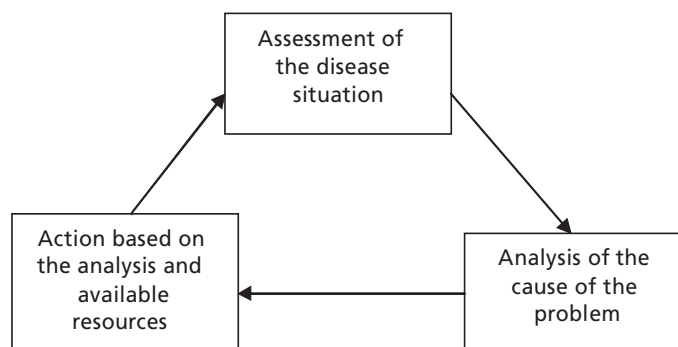 Assessment of
the disease
situation
Action based on
the analysis and
available
resources
Analysis of the
cause of the
problem